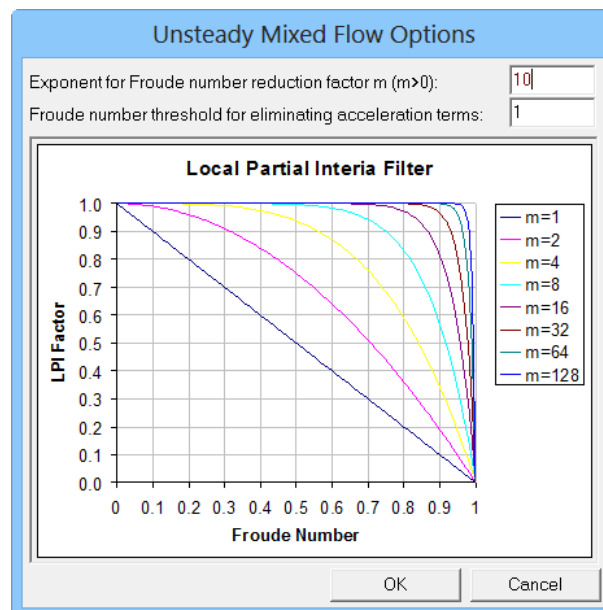 Unsteady Mixed Flow Options
Exponent for Froude number reduction factor m (m>0):
10
Froude number threshold for eliminating acceleration terms:
1
Local Partial Interia Filter
1.0
0.9
0.8
0.7
0.6
0.5
0.4
0.3
0.2
0.1
0.0
LPI Factor
0 0.1 0.2 0.3 0.4 0.5 0.6 0.7 0.8 0.9 1
Froude Number
m=1
m=2
m=4
m=8
m=16
m=32
m=64
m=128
OK
Cancel